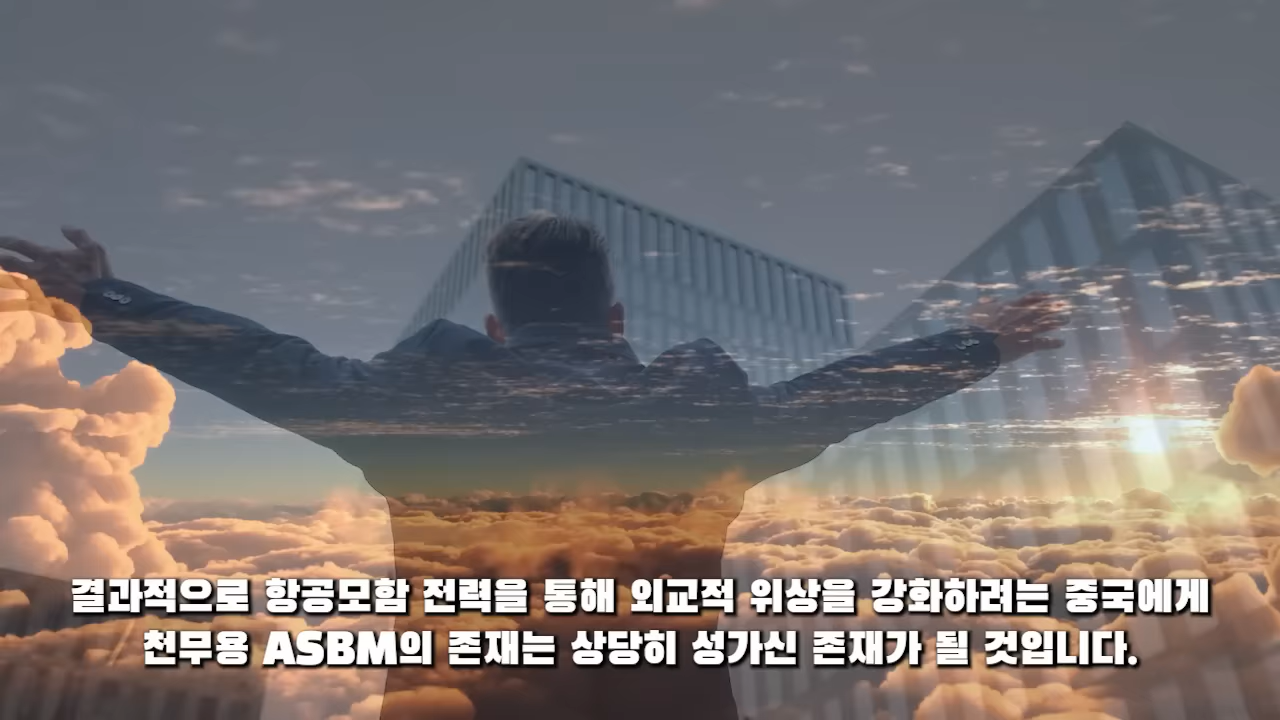 결과적으로 항공모함 전력을 통해 외교적 위상을 강화하려는 중국에게
천무용 ASBM의 존재는 상당히 성가신 존재가 될 것입니다.